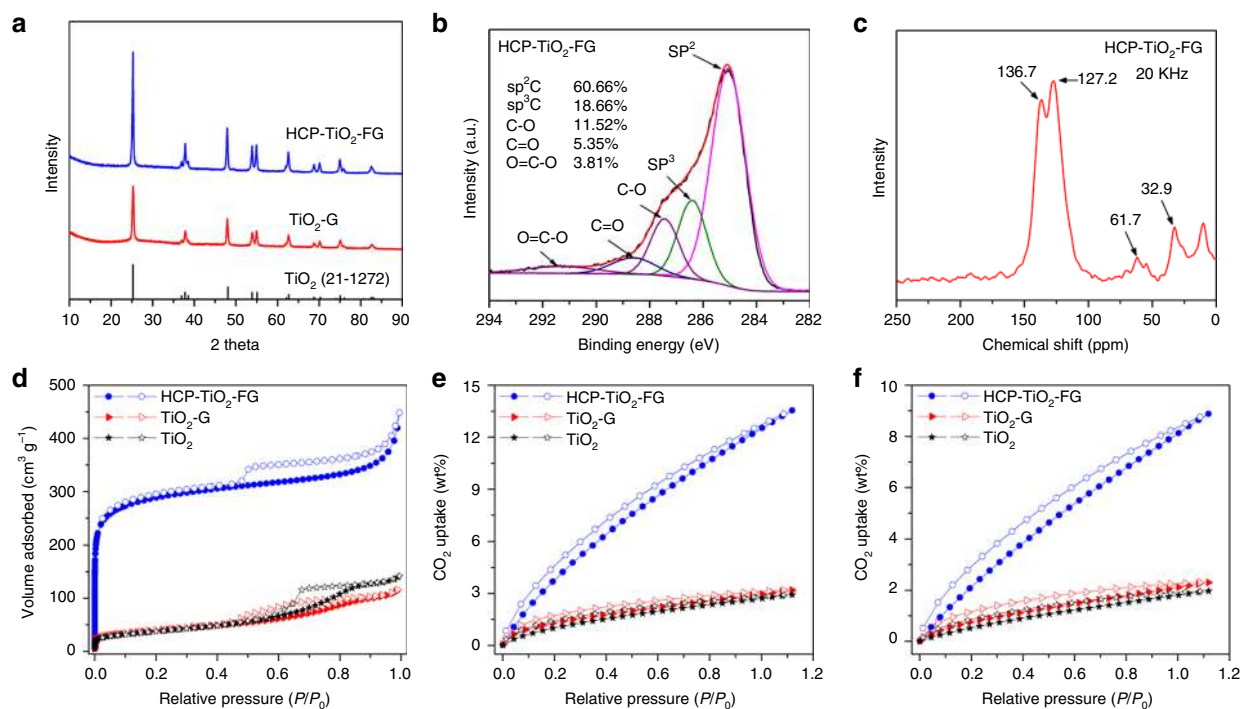 a
Intensity
HCP-TiO₂-FG
TiO₂-G
TiO₂ (21-1272)
10 20 30 40 50 60 70 80 90
2 theta
b
Intensity (a.u.)
HCP-TiO₂-FG
SP²
sp²C 60.66%
sp³C 18.66%
C-O 11.52%
C=O 5.35%
O=C-O 3.81%
SP³
C-O
C=O
O=C-O
294 292 290 288 286 284 282
Binding energy (eV)
c
Intensity (a.u.)
HCP-TiO₂-FG
20 KHz
136.7
127.2
61.7
32.9
250 200 150 100 50 0
Chemical shift (ppm)
d
Volume adsorbed (cm³ g⁻¹)
500
400
300
200
100
0
HCP-TiO₂-FG
TiO₂-G
TiO₂
0.0 0.2 0.4 0.6 0.8 1.0
Relative pressure (P/P₀)
e
CO₂ uptake (wt%)
15
12
9
6
3
0
HCP-TiO₂-FG
TiO₂-G
TiO₂
0.0 0.2 0.4 0.6 0.8 1.0 1.2
Relative pressure (P/P₀)
f
CO₂ uptake (wt%)
10
8
6
4
2
0
HCP-TiO₂-FG
TiO₂-G
TiO₂
0.0 0.2 0.4 0.6 0.8 1.0 1.2
Relative pressure (P/P₀)